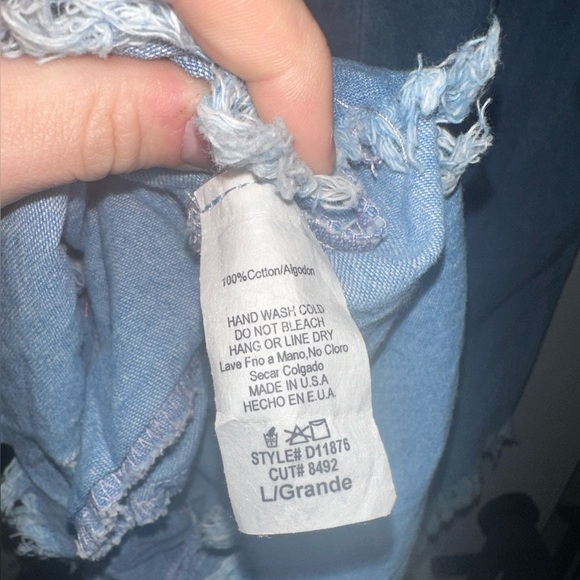 100%Cotton/Algodon
HAND WASH COLD
DO NOT BLEACH
HANG OR LINE DRY
Lave Frio a Mano,No Cloro
Secar Colgado
MADE IN U.S.A
HECHO EN E.U.A.
STYLE# D11876
CUT# 8492
L/Grande